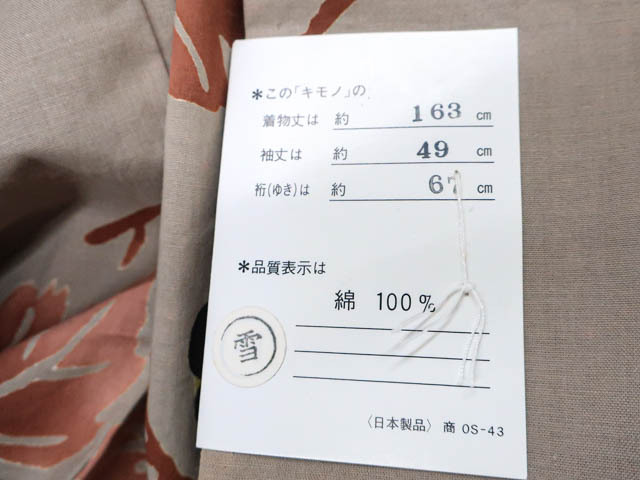 ＊この「キモノ」の
着物丈は 約 163 cm
袖丈は 約 49 cm
裄(ゆき)は 約 67 cm
＊品質表示は
綿 100%
雪
〈日本製品〉 商 OS-43